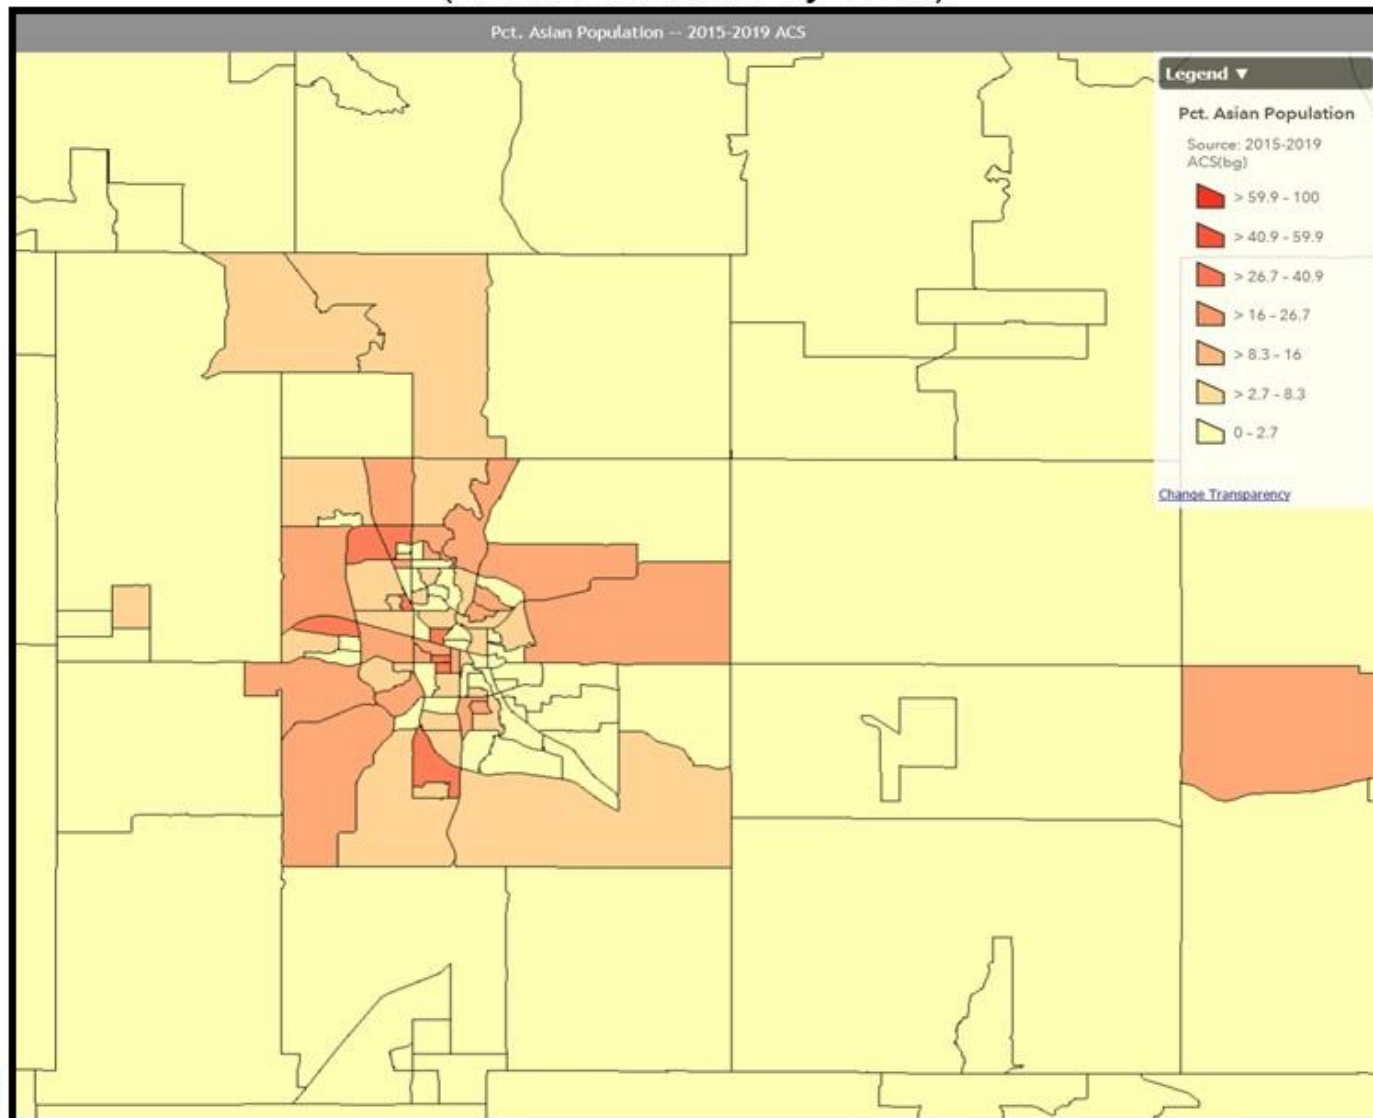 Pct. Asian Population -- 2015-2019 ACS
Legend ▼
Pct. Asian Population
Source: 2015-2019
ACS(bg)
> 59.9 - 100
> 40.9 - 59.9
> 26.7 - 40.9
> 16 - 26.7
> 8.3 - 16
> 2.7 - 8.3
0 - 2.7
Change Transparency